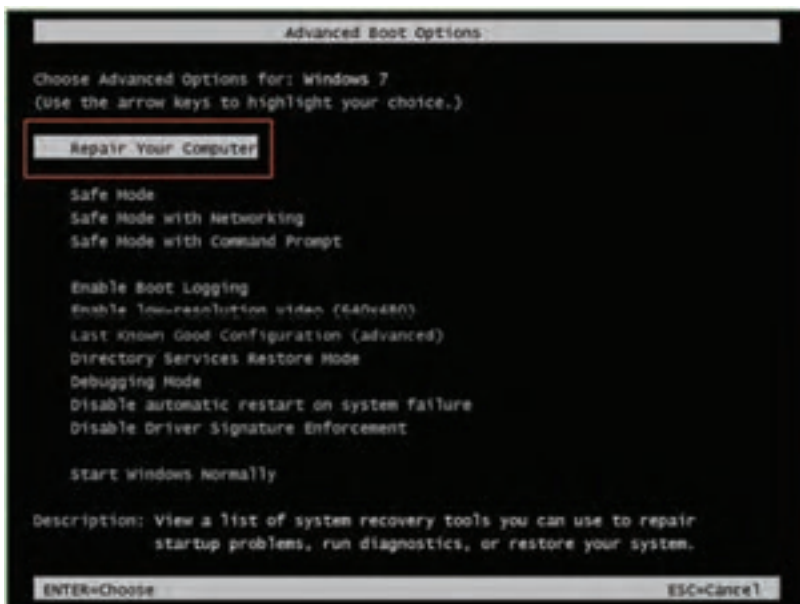 Advanced Boot Options
Choose Advanced Options for: Windows 7
(Use the arrow keys to highlight your choice.)
Repair Your Computer
Safe Mode
Safe Mode with Networking
Safe Mode with Command Prompt
Enable Boot Logging
Enable low-resolution video (640x480)
Last Known Good Configuration (advanced)
Directory Services Restore Mode
Debugging Mode
Disable automatic restart on system failure
Disable Driver Signature Enforcement
Start Windows Normally
Description: View a list of system recovery tools you can use to repair
startup problems, run diagnostics, or restore your system.
ENTER=Choose ESC=Cancel